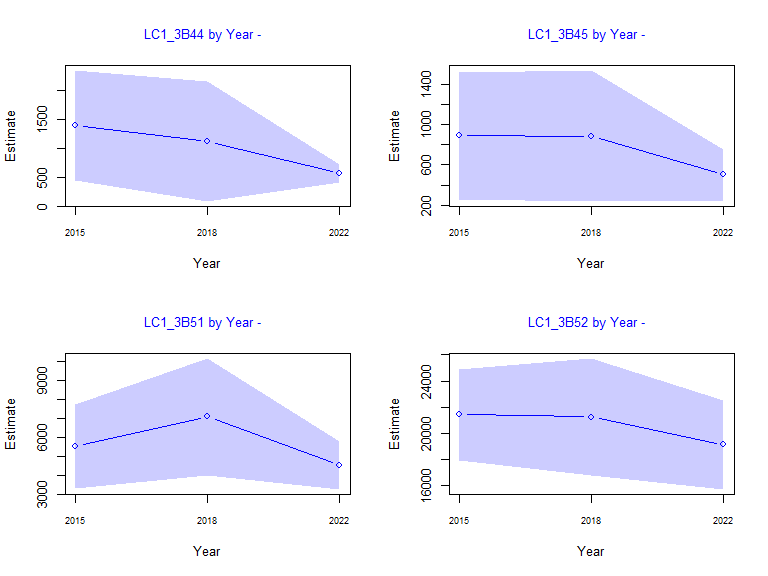 LC1_3B44 by Year -
Estimate
0 500 1500
2015 2018 2022
Year
LC1_3B45 by Year -
Estimate
200 600 1000 1400
2015 2018 2022
Year
LC1_3B51 by Year -
Estimate
3000 6000 9000
2015 2018 2022
Year
LC1_3B52 by Year -
Estimate
16000 20000 24000
2015 2018 2022
Year